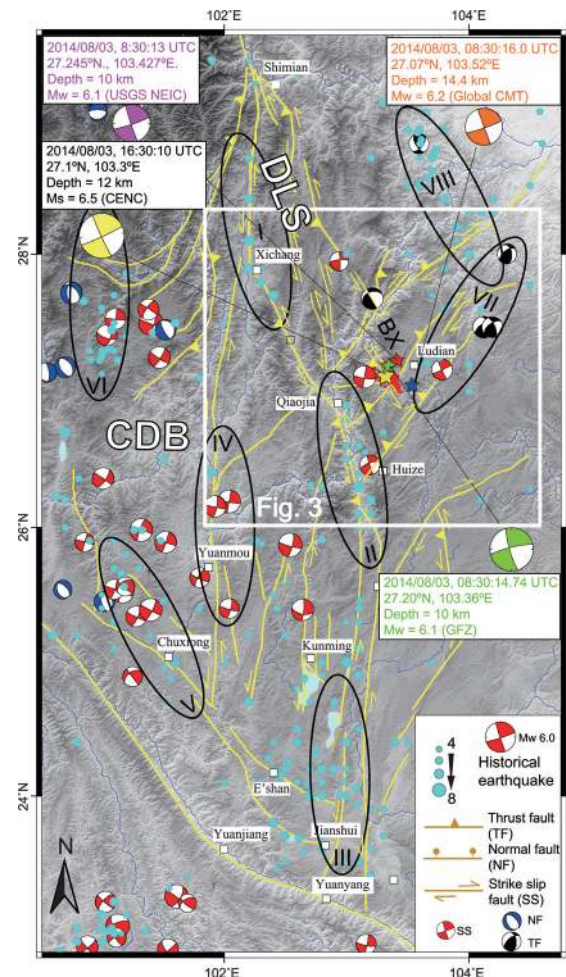 102°E
104°E
2014/08/03, 8:30:13 UTC
27.245°N., 103.427°E.
Depth = 10 km
Mw = 6.1 (USGS NEIC)
2014/08/03, 08:30:16.0 UTC
27.07°N, 103.52°E
Depth = 14.4 km
Mw = 6.2 (Global CMT)
Shimian
2014/08/03, 16:30:10 UTC
27.1°N, 103.3°E
Depth = 12 km
Ms = 6.5 (CENC)
DLS
VIII
I
28°N
28°N
Xichang
VII
BX
Ludian
VI
Qiaojia
CDB
IV
Huize
Fig. 3
26°N
26°N
II
Yuanmou
2014/08/03, 08:30:14.74 UTC
27.20°N, 103.36°E
Depth = 10 km
Mw = 6.1 (GFZ)
Chuxiong
Kunming
V
Mw 6.0
4
Historical
earthquake
8
E'shan
24°N
24°N
Thrust fault
(TF)
Yuanjiang
Jianshui
Normal fault
(NF)
III
Strike slip
fault (SS)
N
Yuanyang
SS
NF
TF
102°E
104°E